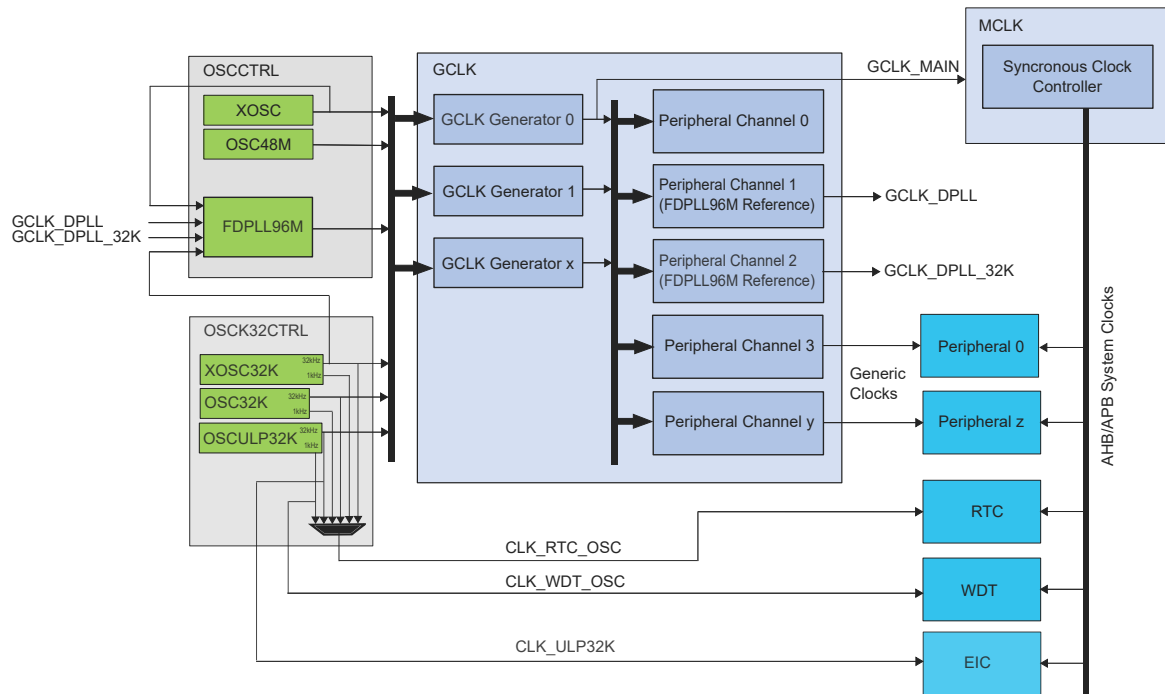 OSCCTRL
XOSC
OSC48M
FDPLL96M
GCLK_DPLL
GCLK_DPLL_32K
OSCK32CTRL
XOSC32K
32kHz
1kHz
OSC32K
32kHz
1kHz
OSCULP32K
32kHz
1kHz
GCLK
GCLK Generator 0
GCLK Generator 1
GCLK Generator x
Peripheral Channel 0
Peripheral Channel 1
(FDPLL96M Reference)
Peripheral Channel 2
(FDPLL96M Reference)
Peripheral Channel 3
Peripheral Channel y
GCLK_MAIN
GCLK_DPLL
GCLK_DPLL_32K
Generic
Clocks
MCLK
Syncronous Clock
Controller
Peripheral 0
Peripheral z
RTC
WDT
EIC
AHB/APB System Clocks
CLK_RTC_OSC
CLK_WDT_OSC
CLK_ULP32K